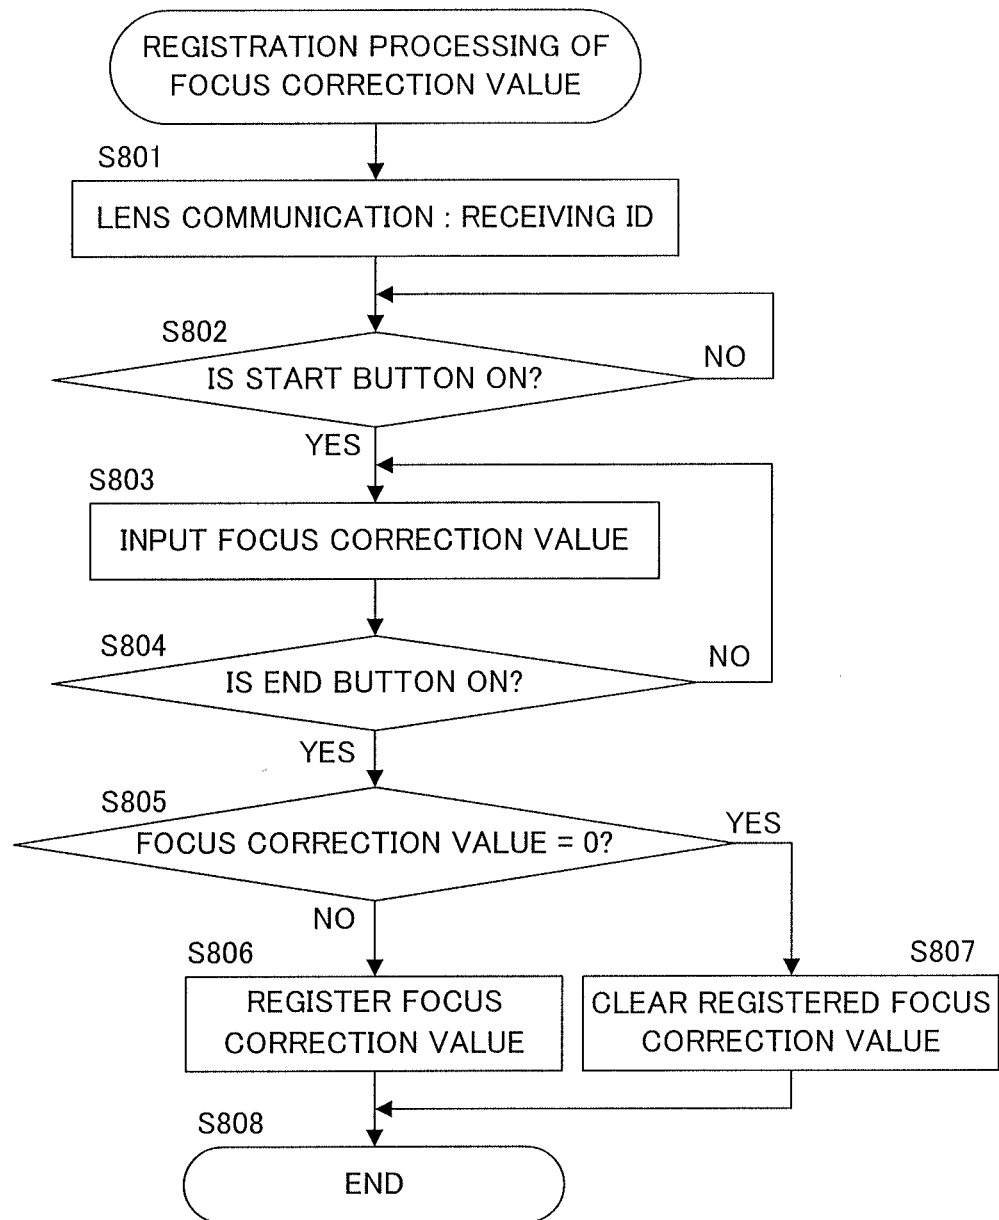 REGISTRATION PROCESSING OF
FOCUS CORRECTION VALUE
S801
LENS COMMUNICATION : RECEIVING ID
S802
IS START BUTTON ON?
NO
YES
S803
INPUT FOCUS CORRECTION VALUE
S804
IS END BUTTON ON?
NO
YES
S805
FOCUS CORRECTION VALUE = 0?
YES
NO
S806
REGISTER FOCUS
CORRECTION VALUE
S807
CLEAR REGISTERED FOCUS
CORRECTION VALUE
S808
END